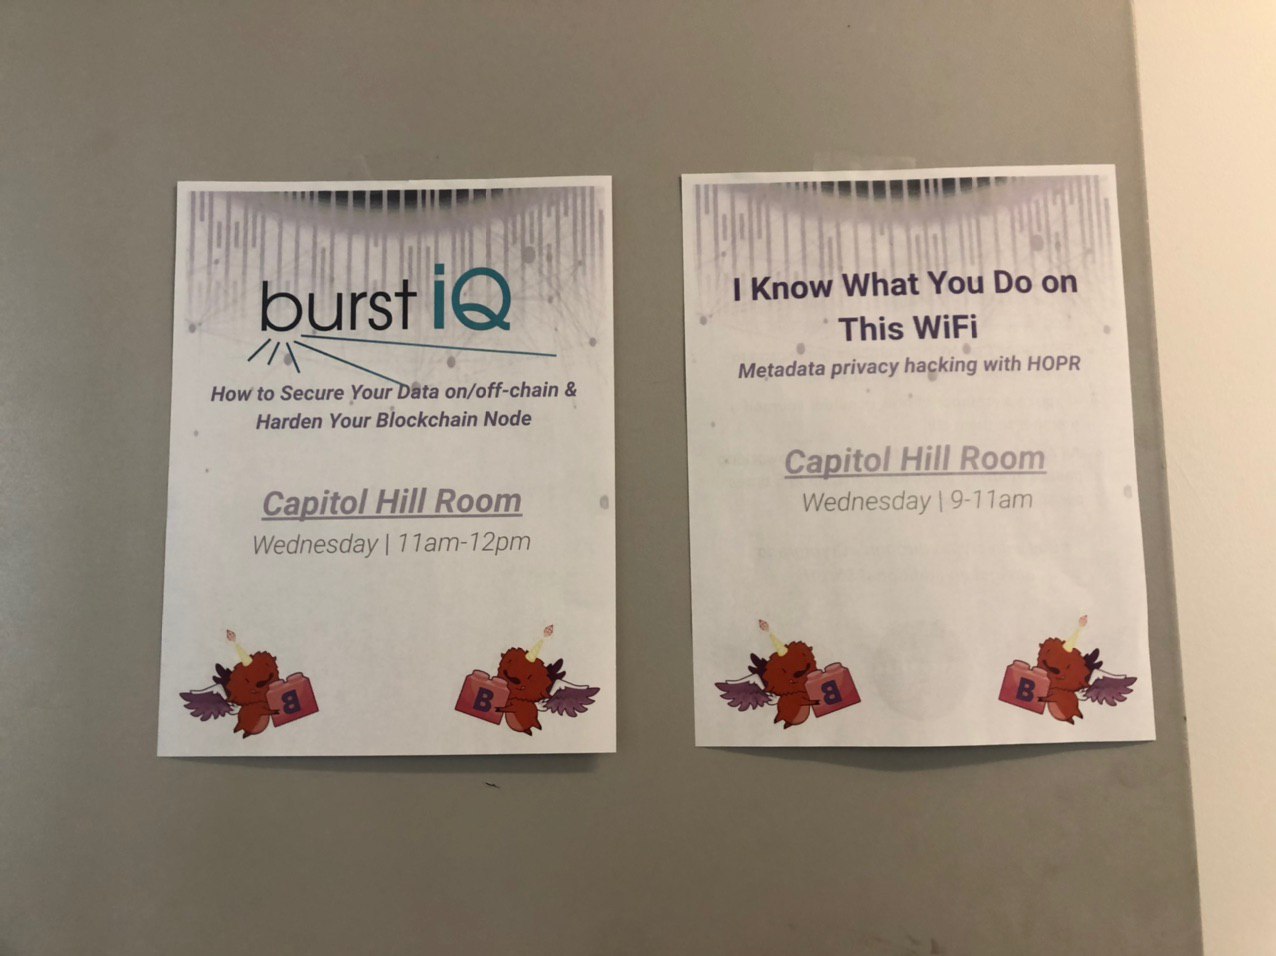 burst iQ
How to Secure Your Data on/off-chain &
Harden Your Blockchain Node
Capitol Hill Room
Wednesday | 11am-12pm
B
B
I Know What You Do on
This WiFi
Metadata privacy hacking with HOPR
Capitol Hill Room
Wednesday | 9-11am
B
B